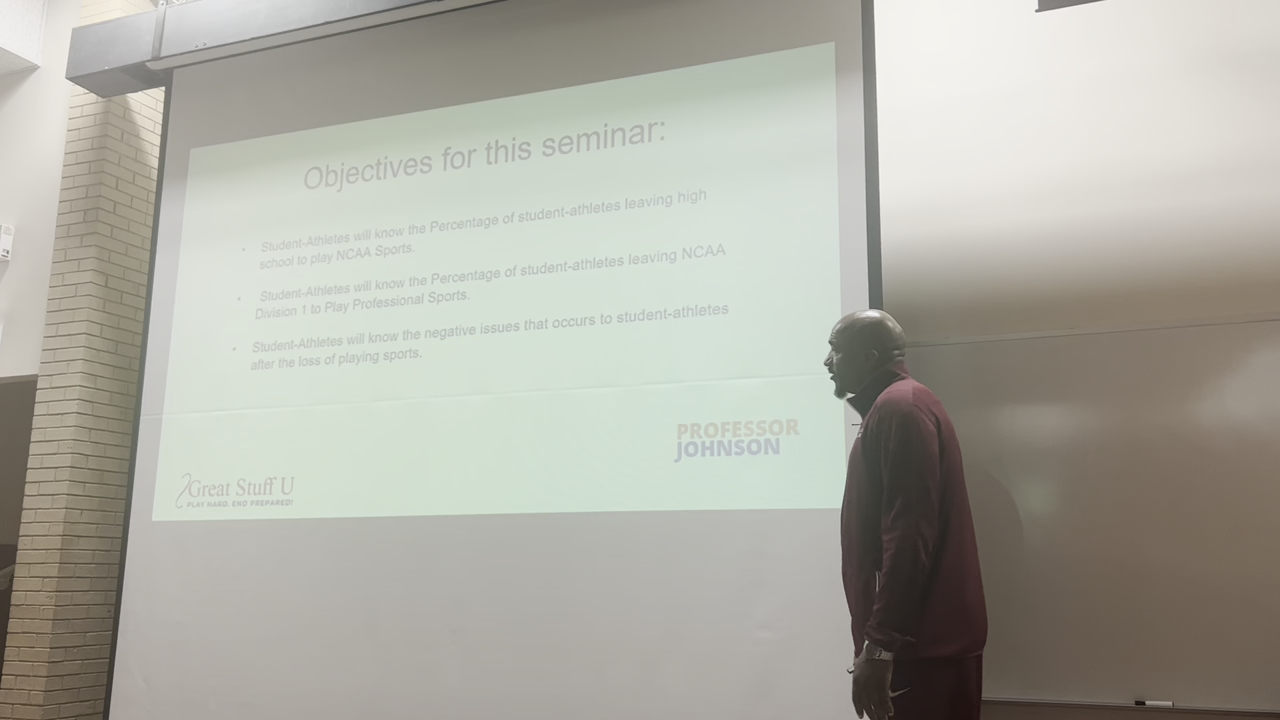 Objectives for this seminar:
Student-Athletes will know the Percentage of student-athletes leaving high
school to play NCAA Sports.
Student-Athletes will know the Percentage of student-athletes leaving NCAA
Division 1 to Play Professional Sports.
Student-Athletes will know the negative issues that occurs to student-athletes
after the loss of playing sports.
PROFESSOR
JOHNSON
Great Stuff U
PLAY HARD. END PREPARED!